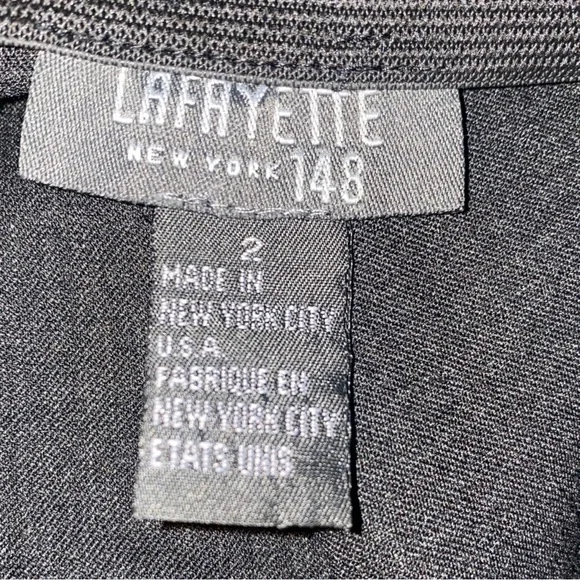 LAFAYETTE
NEW YORK 148
2
MADE IN
NEW YORK CITY
U.S.A
FABRIQUE EN
NEW YORK CITY
ETATS UNIS